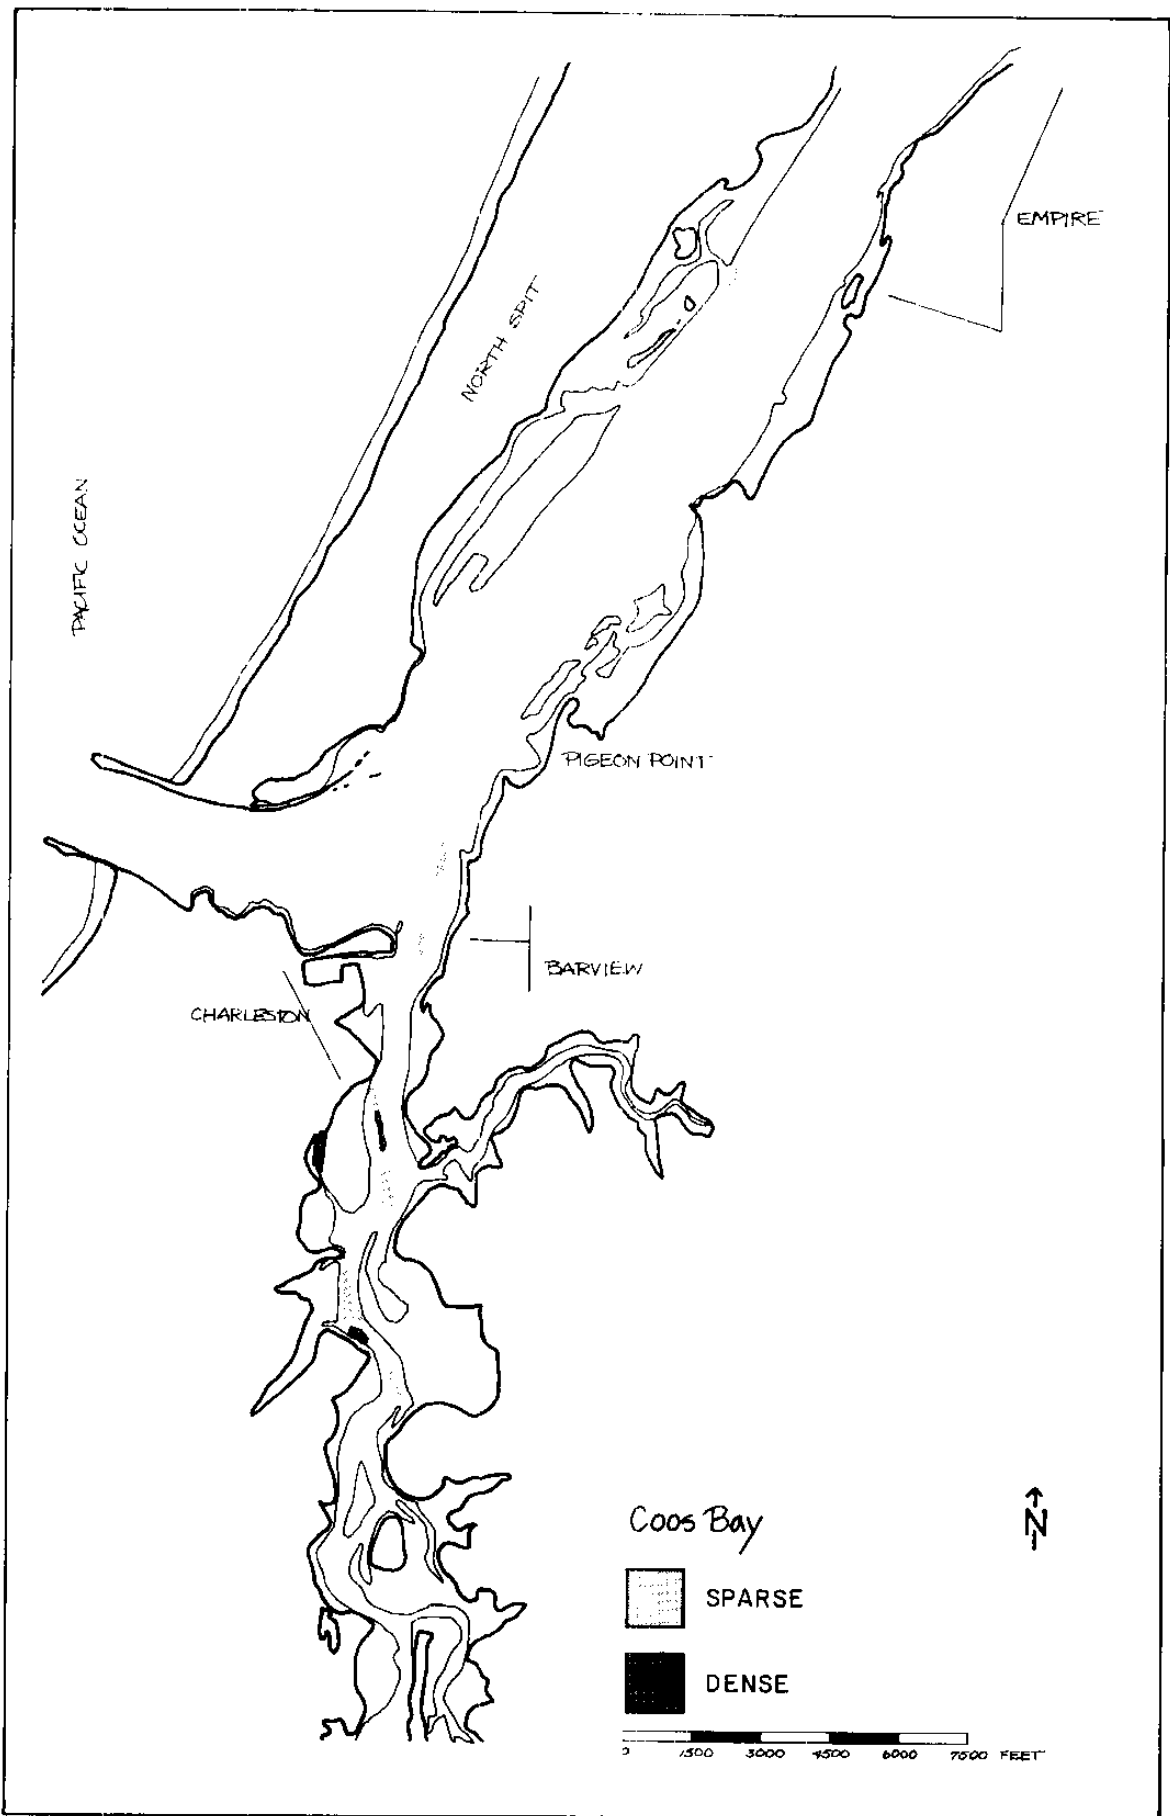 EMPIRE
NORTH SPIT
PACIFIC OCEAN
PIGEON POINT
BARVIEW
CHARLESTON
Coos Bay
N
SPARSE
DENSE
0 1500 3000 4500 6000 7500 FEET